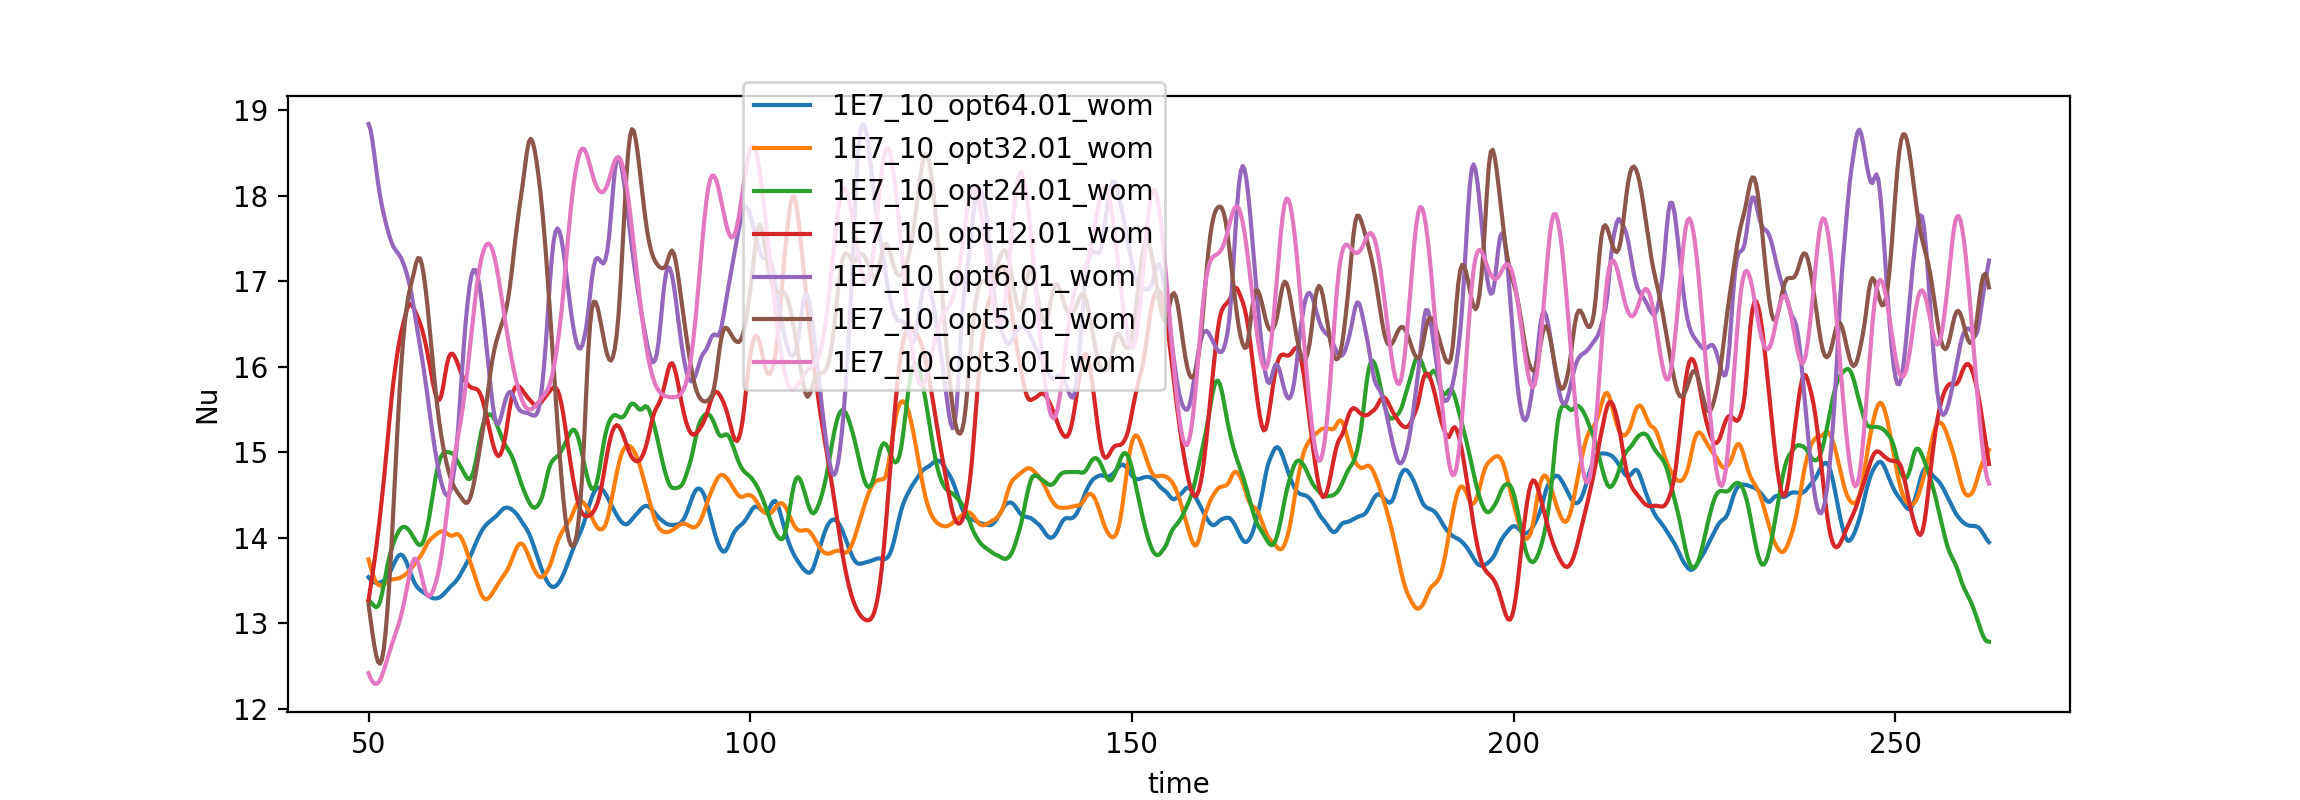 19
18
17
16
15
14
13
12
Nu
1E7_10_opt64.01_wom
1E7_10_opt32.01_wom
1E7_10_opt24.01_wom
1E7_10_opt12.01_wom
1E7_10_opt6.01_wom
1E7_10_opt5.01_wom
1E7_10_opt3.01_wom
50 100 150 200 250
time